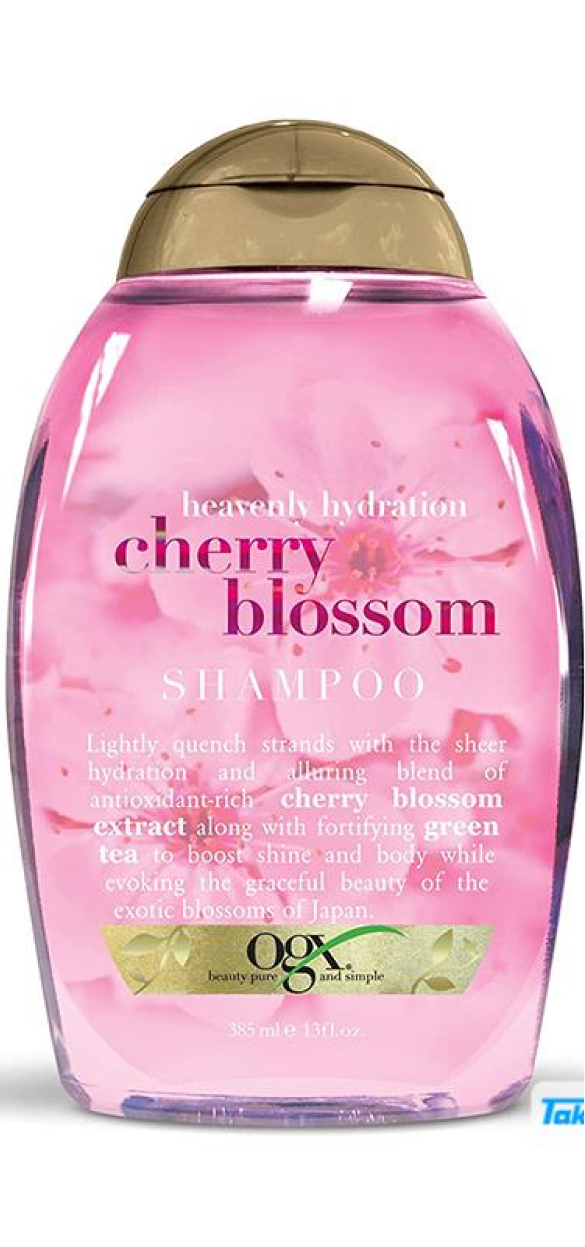 heavenly hydration
cherry
blossom
SHAMPOO
Lightly quench strands with the sheer
hydration and alluring blend of
antioxidant-rich cherry blossom
extract along with fortifying green
tea to boost shine and body while
evoking the graceful beauty of the
exotic blossoms of Japan.
ogx®
beauty pure and simple
385 ml ℮ 13fl.oz.
Tak